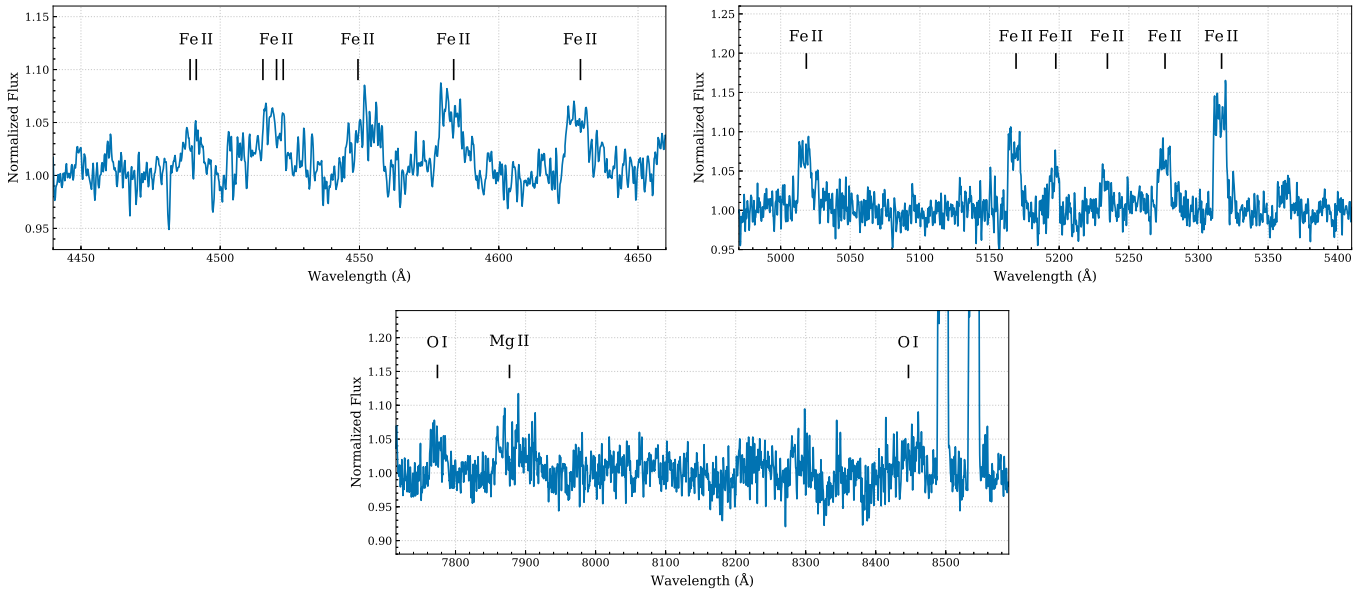 Fe II Fe II Fe II Fe II Fe II
1.15
1.10
1.05
1.00
0.95
Normalized Flux
4450 4500 4550 4600 4650
Wavelength (Å)
Fe II Fe II Fe II Fe II Fe II Fe II
1.25
1.20
1.15
1.10
1.05
1.00
0.95
Normalized Flux
5000 5050 5100 5150 5200 5250 5300 5350 5400
Wavelength (Å)
O I Mg II O I
1.20
1.15
1.10
1.05
1.00
0.95
0.90
Normalized Flux
7800 7900 8000 8100 8200 8300 8400 8500
Wavelength (Å)